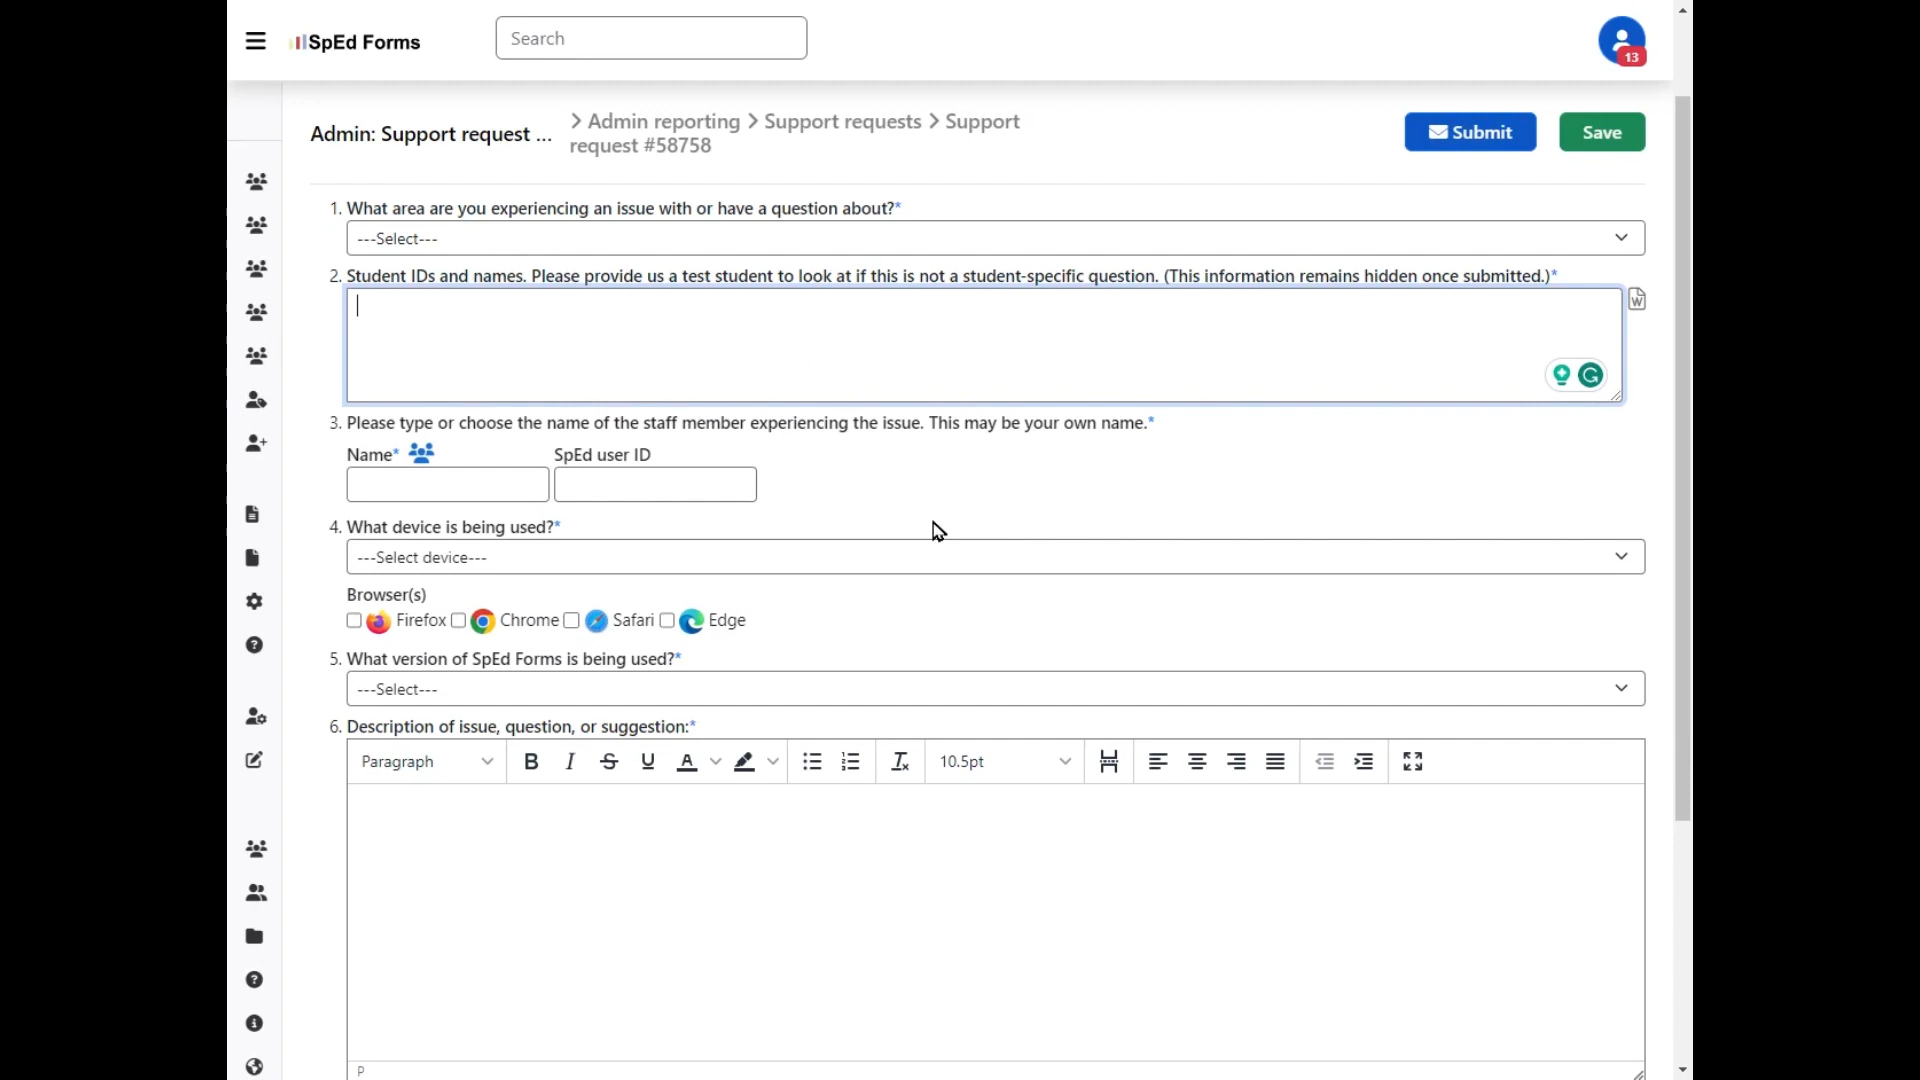 SpEd Forms
Search
13
Admin: Support request ...
> Admin reporting > Support requests > Support
request #58758
Submit
Save
1. What area are you experiencing an issue with or have a question about?*
---Select---
2. Student IDs and names. Please provide us a test student to look at if this is not a student-specific question. (This information remains hidden once submitted.)*
3. Please type or choose the name of the staff member experiencing the issue. This may be your own name.*
Name*
SpEd user ID
4. What device is being used?*
---Select device---
Browser(s)
Firefox Chrome Safari Edge
5. What version of SpEd Forms is being used?*
---Select---
6. Description of issue, question, or suggestion:*
Paragraph
10.5pt
P